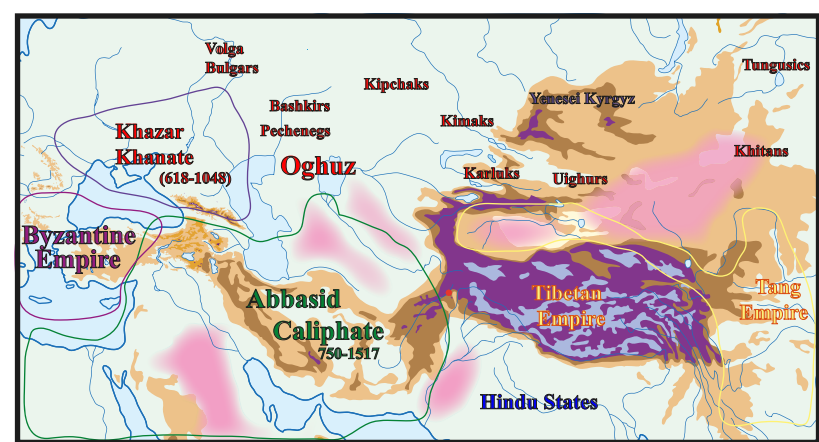 Volga
Bulgars
Tungusics
Kipchaks
Yenesei Kyrgyz
Bashkirs
Kimaks
Pechenegs
Khazar
Khanate
(618-1048)
Oghuz
Khitans
Karluks
Uighurs
Byzantine
Empire
Abbasid
Caliphate
750-1517
Tibetan
Empire
Tang
Empire
Hindu States